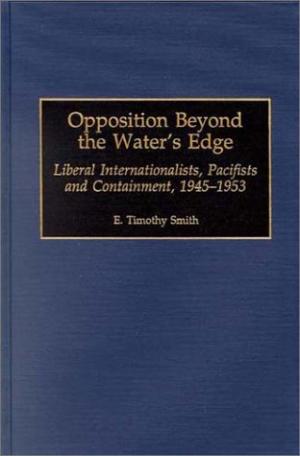 Opposition Beyond
the Water's Edge
Liberal Internationalists, Pacifists
and Containment, 1945–1953
E. Timothy Smith